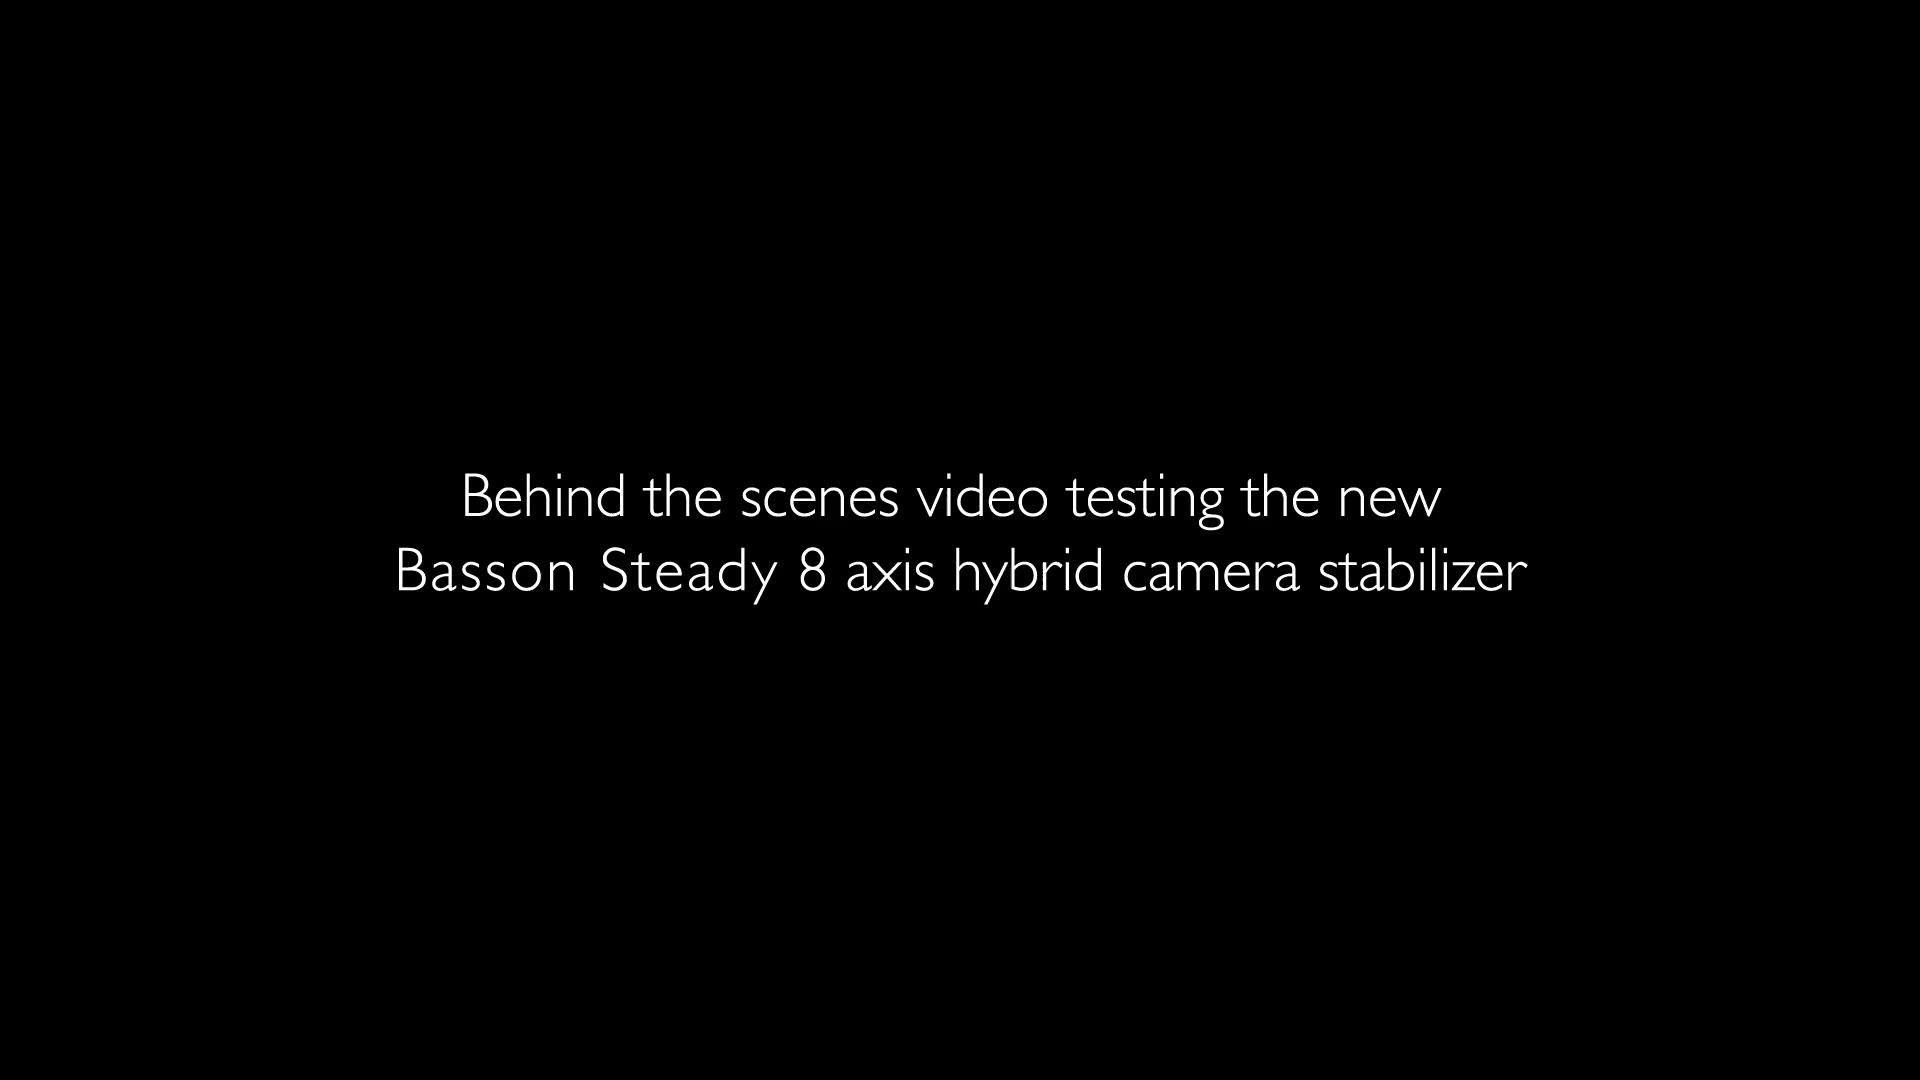 Behind the scenes video testing the new
Basson Steady 8 axis hybrid camera stabilizer